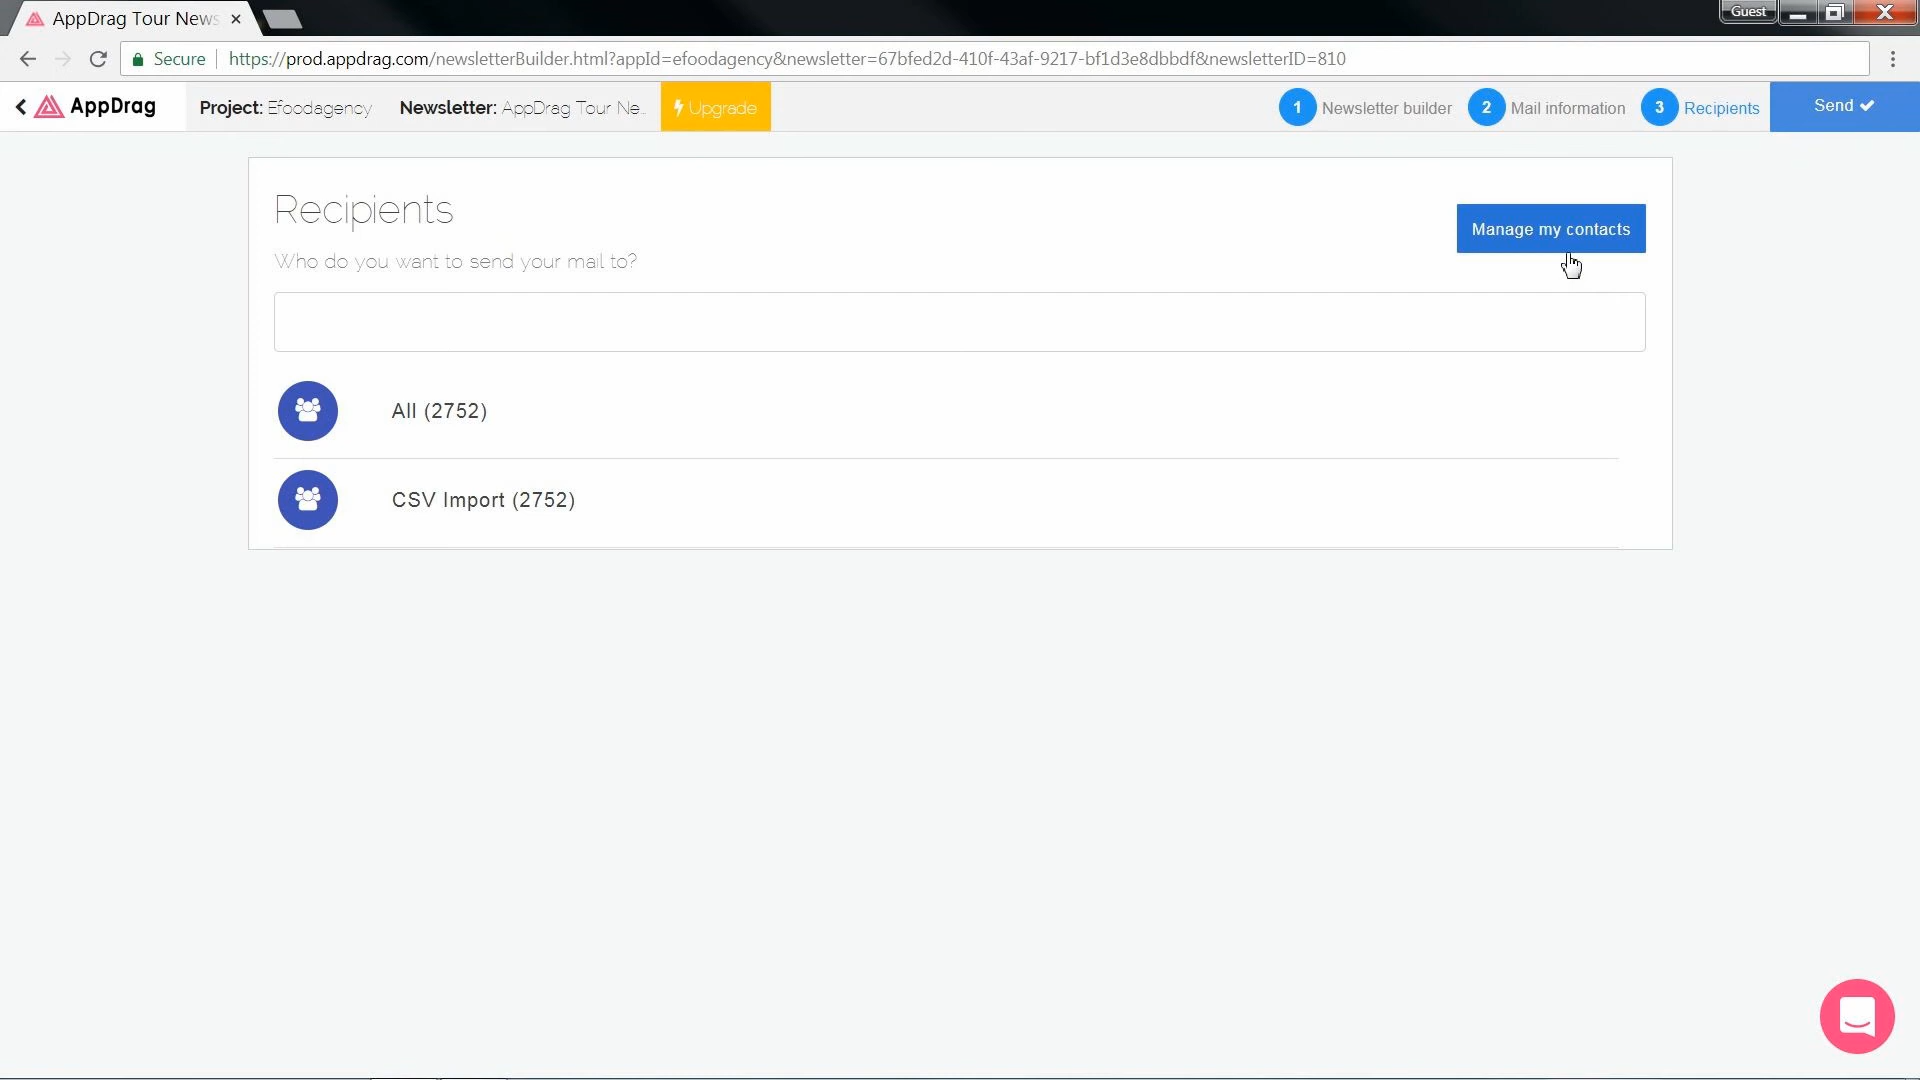 AppDrag Tour News
Guest
Secure
https://prod.appdrag.com/newsletterBuilder.html?appId=efoodagency&newsletter=67bfed2d-410f-43af-9217-bf1d3e8dbbdf&newsletterID=810
AppDrag
Project: Efoodagency
Newsletter: AppDrag Tour Ne...
Upgrade
1 Newsletter builder
2 Mail information
3 Recipients
Send
Recipients
Manage my contacts
Who do you want to send your mail to?
All (2752)
CSV Import (2752)